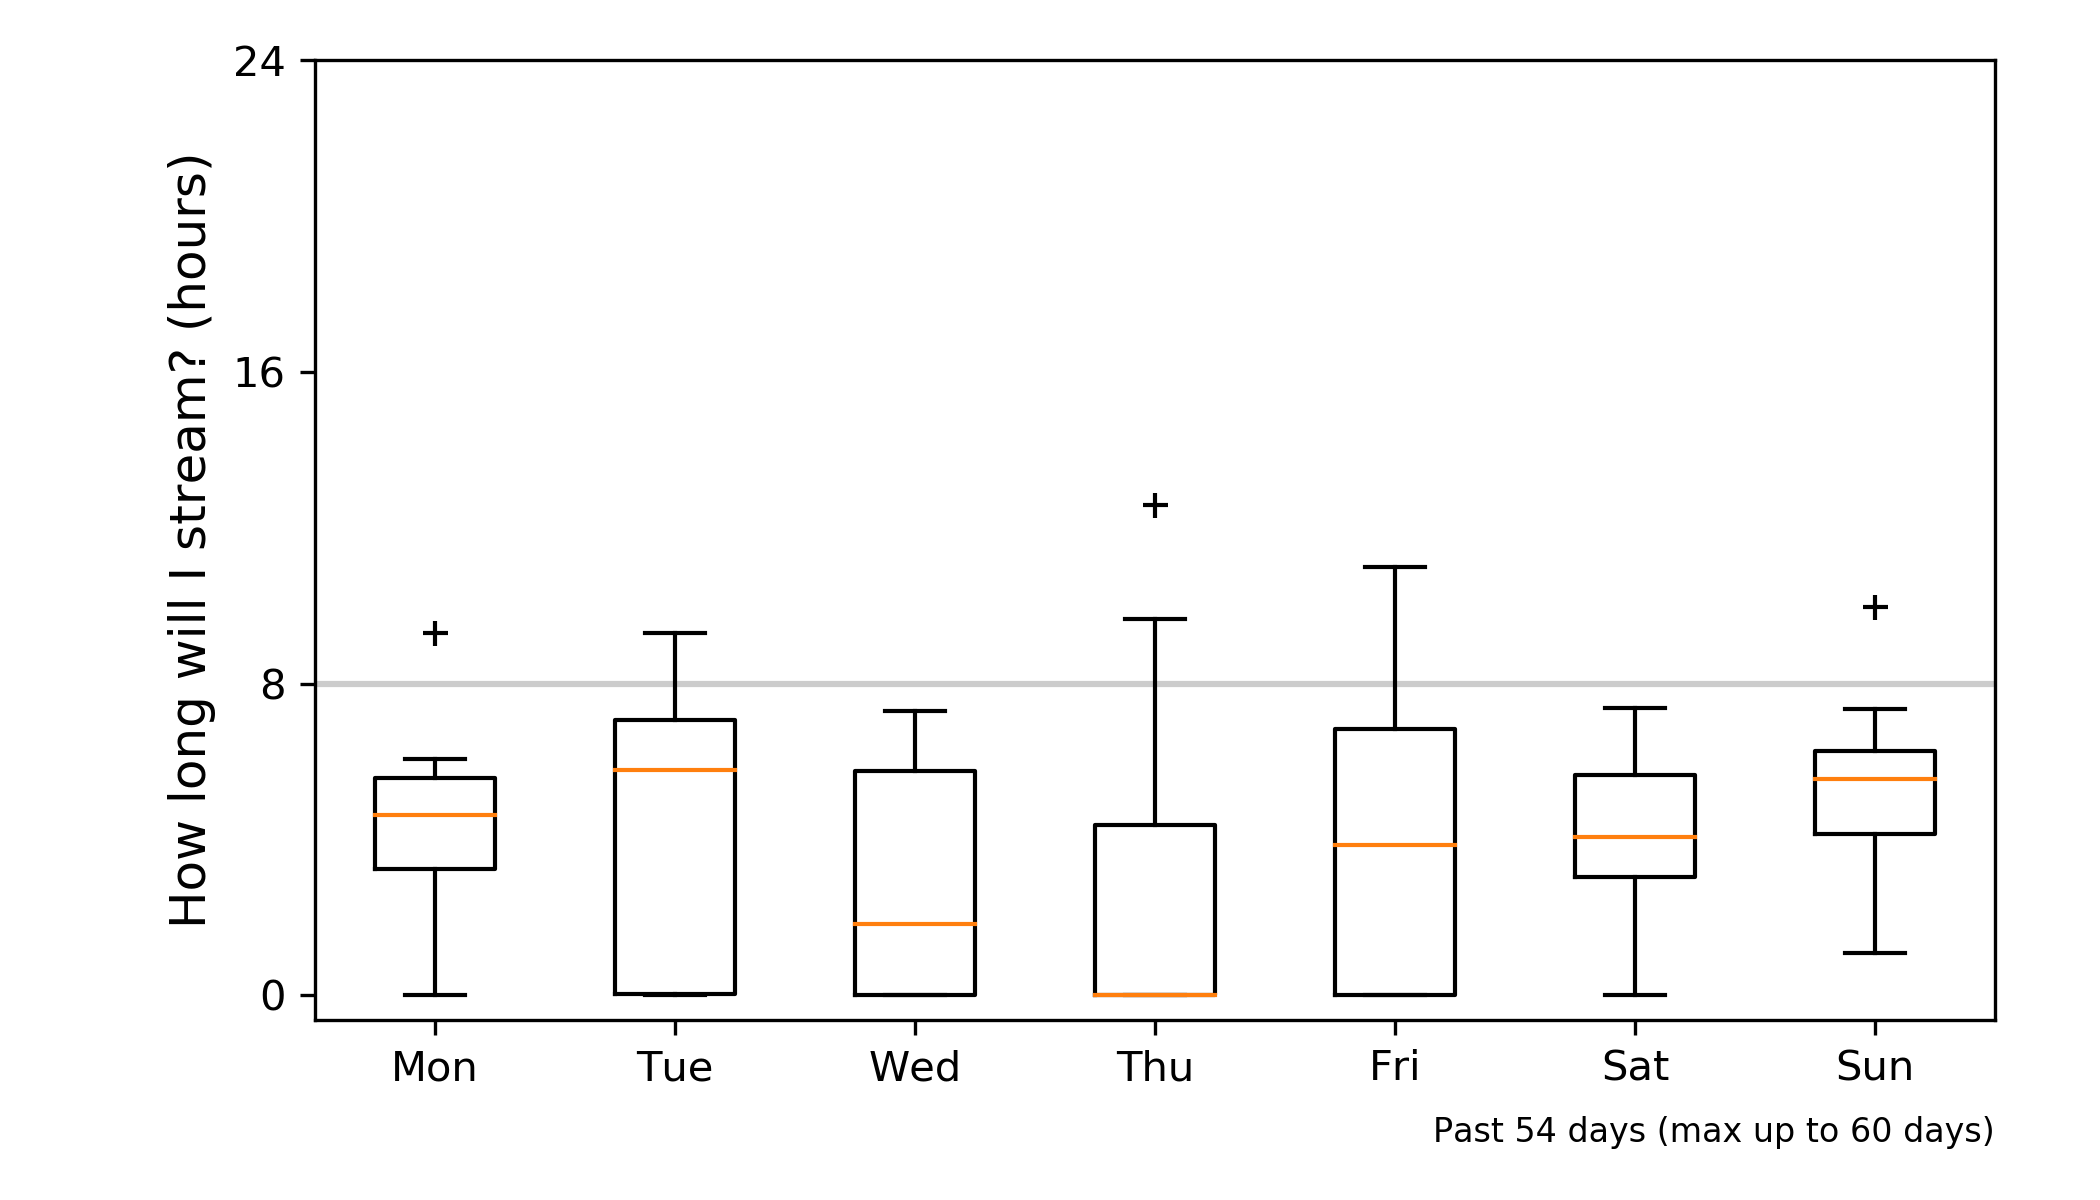 How long will I stream? (hours)
24
16
8
0
Mon Tue Wed Thu Fri Sat Sun
Past 54 days (max up to 60 days)